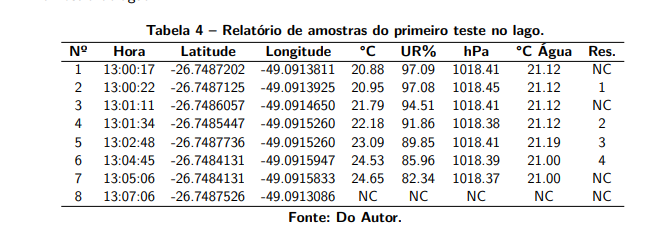 Tabela 4 – Relatório de amostras do primeiro teste no lago.
Nº Hora Latitude Longitude °C UR% hPa °C Água Res.
1 13:00:17 -26.7487202 -49.0913811 20.88 97.09 1018.41 21.12 NC
2 13:00:22 -26.7487125 -49.0913925 20.95 97.08 1018.45 21.12 1
3 13:01:11 -26.7486057 -49.0914650 21.79 94.51 1018.41 21.12 NC
4 13:01:34 -26.7485447 -49.0915260 22.18 91.86 1018.38 21.12 2
5 13:02:48 -26.7487736 -49.0915260 23.09 89.85 1018.41 21.19 3
6 13:04:45 -26.7484131 -49.0915947 24.53 85.96 1018.39 21.00 4
7 13:05:06 -26.7484131 -49.0915833 24.65 82.34 1018.37 21.00 NC
8 13:07:06 -26.7487526 -49.0913086 NC NC NC NC NC
Fonte: Do Autor.